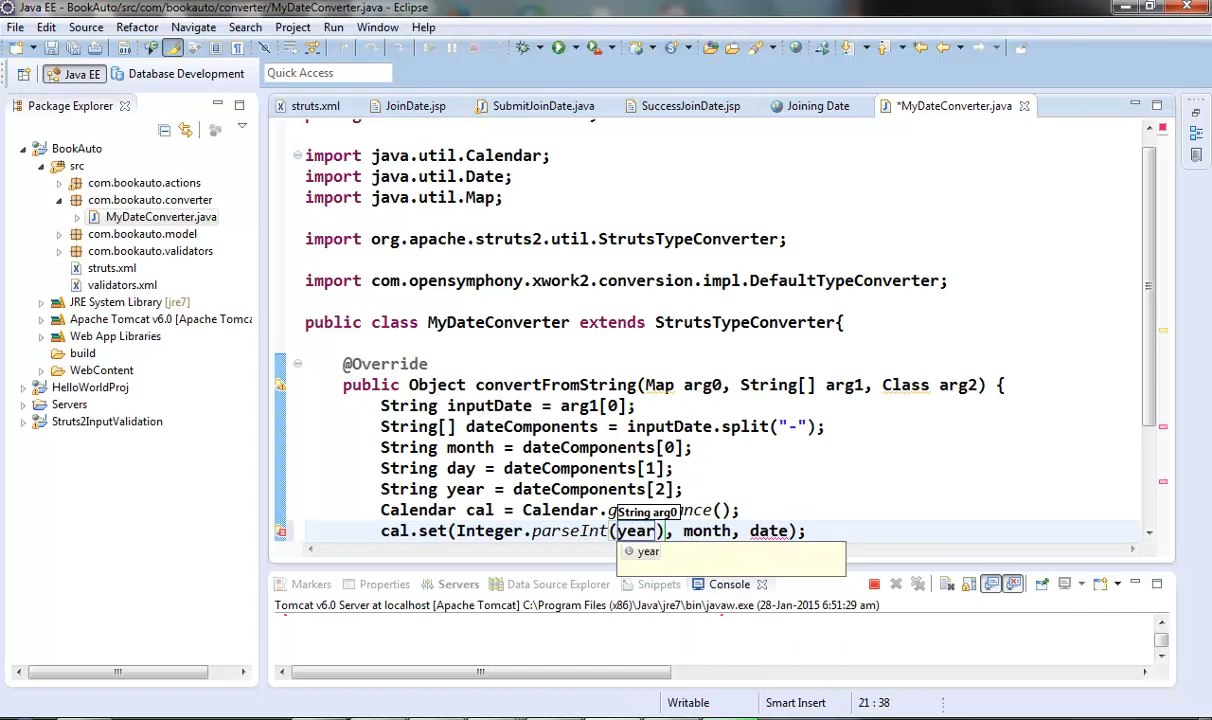 Java EE - BookAuto/src/com/bookauto/converter/MyDateConverter.java - Eclipse
File Edit Source Refactor Navigate Search Project Run Window Help
Java EE Database Development Quick Access
Package Explorer
struts.xml JoinDate.jsp SubmitJoinDate.java SuccessJoinDate.jsp Joining Date *MyDateConverter.java
BookAuto
src
com.bookauto.actions
com.bookauto.converter
MyDateConverter.java
com.bookauto.model
com.bookauto.validators
struts.xml
validators.xml
JRE System Library [jre7]
Apache Tomcat v6.0 [Apache Tomca
Web App Libraries
build
WebContent
HelloWorldProj
Servers
Struts2InputValidation
import java.util.Calendar;
import java.util.Date;
import java.util.Map;
import org.apache.struts2.util.StrutsTypeConverter;
import com.opensymphony.xwork2.conversion.impl.DefaultTypeConverter;
public class MyDateConverter extends StrutsTypeConverter{
@Override
public Object convertFromString(Map arg0, String[] arg1, Class arg2) {
String inputDate = arg1[0];
String[] dateComponents = inputDate.split("-");
String month = dateComponents[0];
String day = dateComponents[1];
String year = dateComponents[2];
Calendar cal = Calendar.g nce();
String arg0
cal.set(Integer.parseInt(year), month, date);
year
Markers Properties Servers Data Source Explorer Snippets Console
Tomcat v6.0 Server at localhost [Apache Tomcat] C:\Program Files (x86)\Java\jre7\bin\javaw.exe (28-Jan-2015 6:51:29 am)
Writable Smart Insert 21 : 38